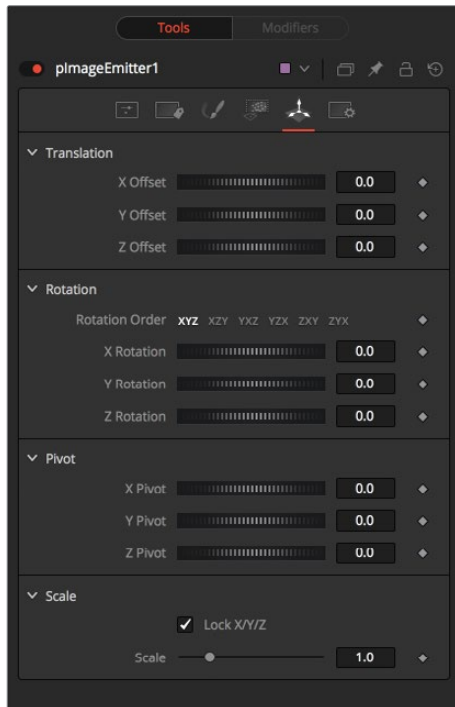 Tools Modifiers
pImageEmitter1
Translation
X Offset 0.0
Y Offset 0.0
Z Offset 0.0
Rotation
Rotation Order XYZ XZY YXZ YZX ZXY ZYX
X Rotation 0.0
Y Rotation 0.0
Z Rotation 0.0
Pivot
X Pivot 0.0
Y Pivot 0.0
Z Pivot 0.0
Scale
Lock X/Y/Z
Scale 1.0